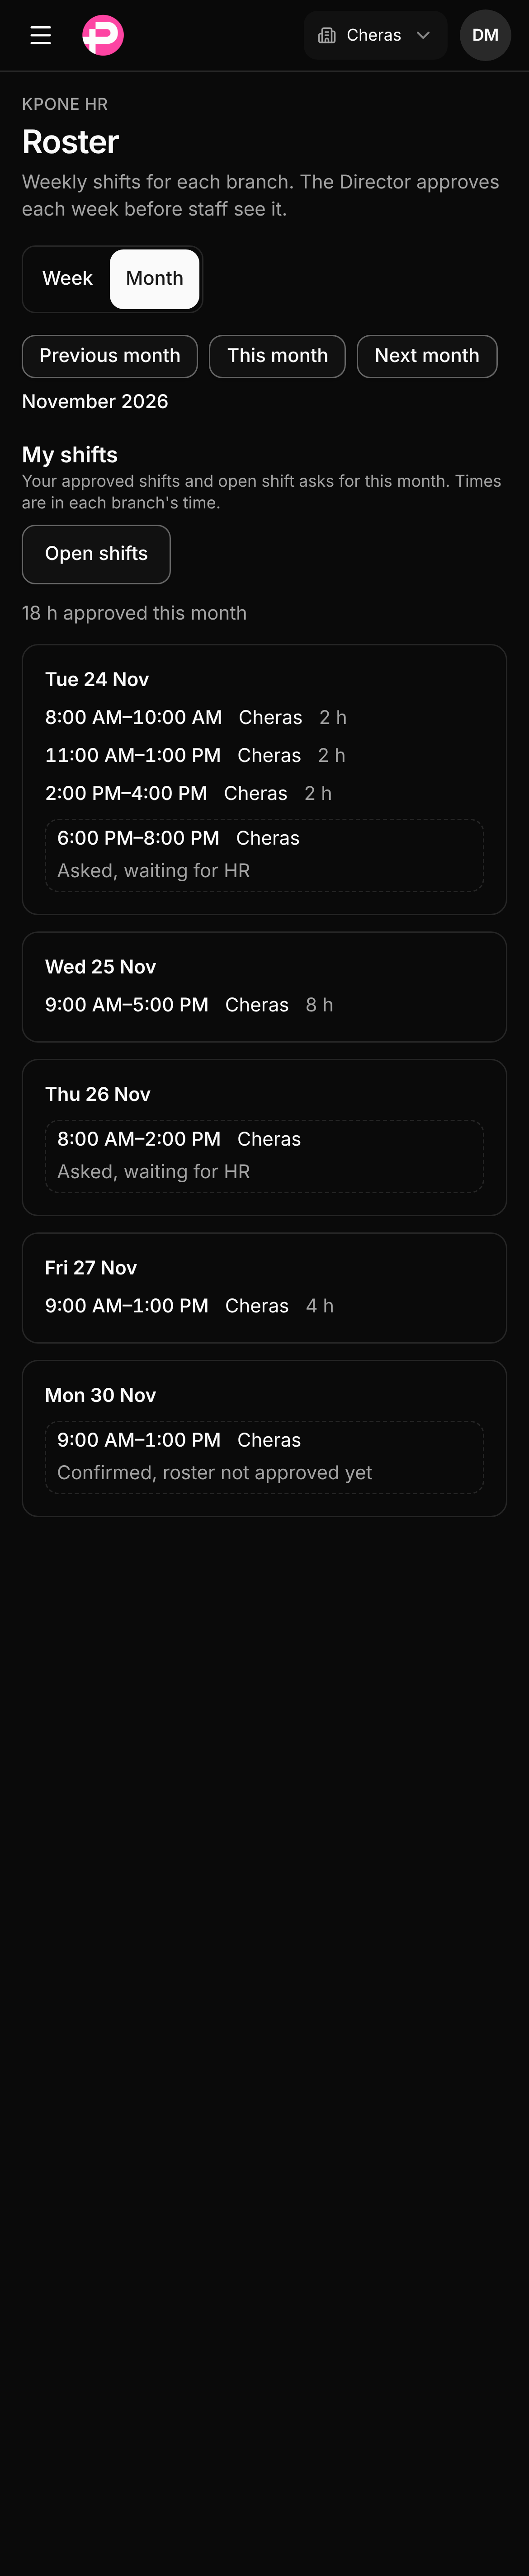 Cheras
DM
KPONE HR
Roster
Weekly shifts for each branch. The Director approves
each week before staff see it.
Week Month
Previous month This month Next month
November 2026
My shifts
Your approved shifts and open shift asks for this month. Times
are in each branch's time.
Open shifts
18 h approved this month
Tue 24 Nov
8:00 AM–10:00 AM Cheras 2 h
11:00 AM–1:00 PM Cheras 2 h
2:00 PM–4:00 PM Cheras 2 h
6:00 PM–8:00 PM Cheras
Asked, waiting for HR
Wed 25 Nov
9:00 AM–5:00 PM Cheras 8 h
Thu 26 Nov
8:00 AM–2:00 PM Cheras
Asked, waiting for HR
Fri 27 Nov
9:00 AM–1:00 PM Cheras 4 h
Mon 30 Nov
9:00 AM–1:00 PM Cheras
Confirmed, roster not approved yet